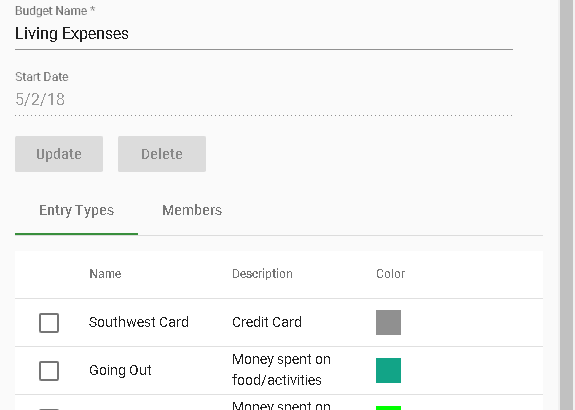 Budget Name *
Living Expenses
Start Date
5/2/18
Update Delete
Entry Types Members
Name Description Color
Southwest Card Credit Card
Going Out Money spent on
food/activities
Money spent on